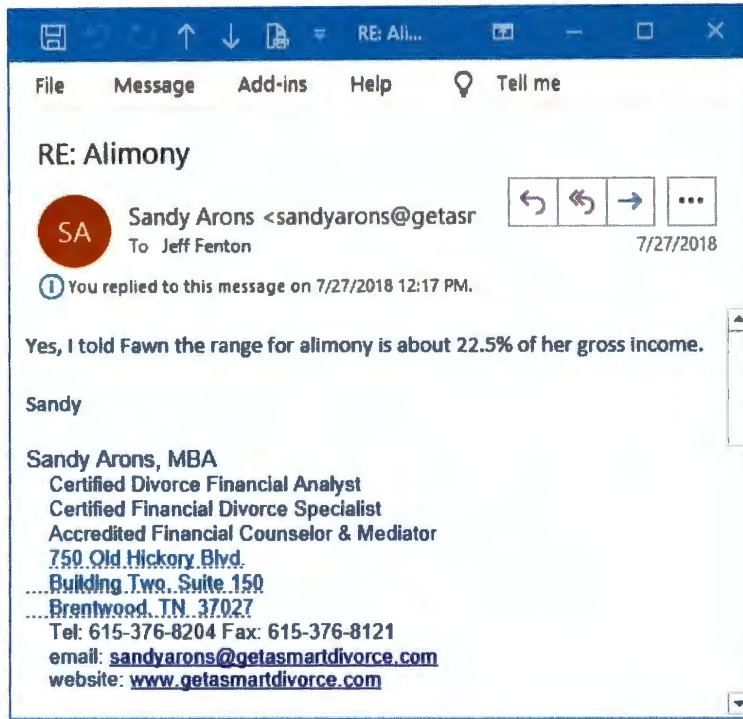 RE: Ali...
File Message Add-ins Help Tell me
RE: Alimony
SA
Sandy Arons <sandyarons@getasr
To Jeff Fenton
7/27/2018
You replied to this message on 7/27/2018 12:17 PM.
Yes, I told Fawn the range for alimony is about 22.5% of her gross income.
Sandy
Sandy Arons, MBA
Certified Divorce Financial Analyst
Certified Financial Divorce Specialist
Accredited Financial Counselor & Mediator
750 Old Hickory Blvd.
Building Two, Suite 150
Brentwood, TN 37027
Tel: 615-376-8204 Fax: 615-376-8121
email: sandyarons@getasmartdivorce.com
website: www.getasmartdivorce.com